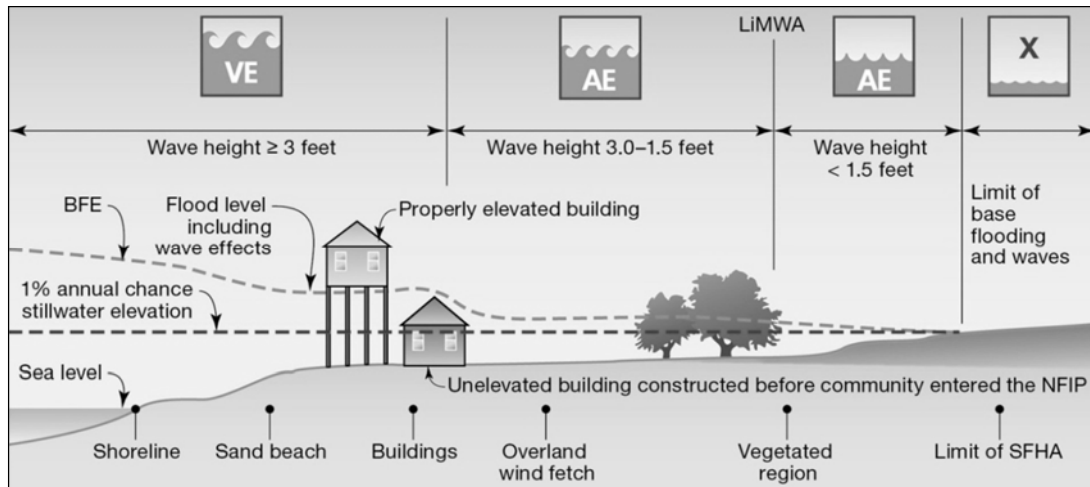 LiMWA
VE
AE
AE
X
Wave height ≥ 3 feet
Wave height 3.0–1.5 feet
Wave height
< 1.5 feet
Limit of
base
flooding
and waves
BFE
Flood level
including
wave effects
Properly elevated building
1% annual chance
stillwater elevation
Sea level
Unelevated building constructed before community entered the NFIP
Shoreline
Sand beach
Buildings
Overland
wind fetch
Vegetated
region
Limit of SFHA